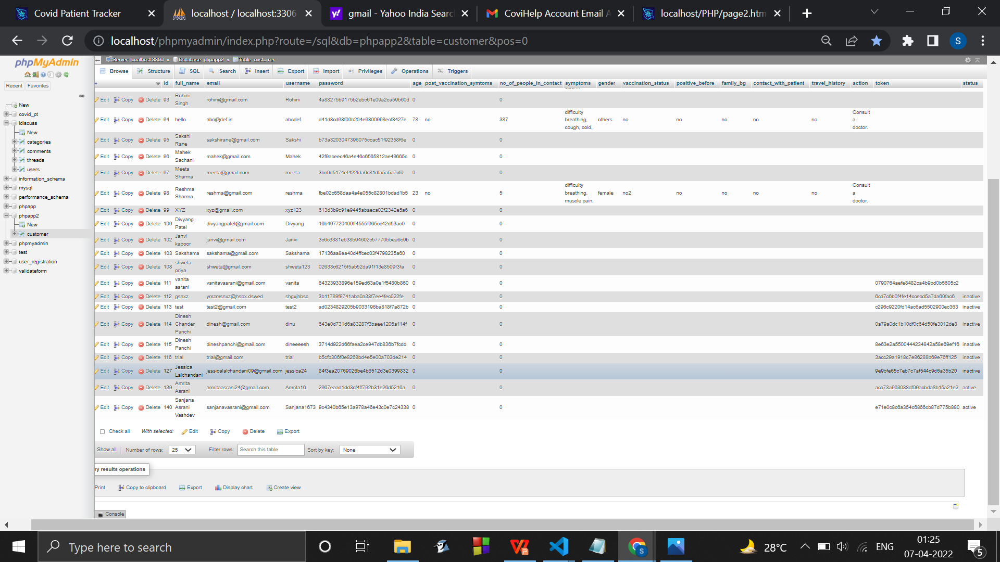 Covid Patient Tracker
localhost / localhost:3306
gmail - Yahoo India Searc
CoviHelp Account Email A
localhost/PHP/page2.htm
localhost/phpmyadmin/index.php?route=/sql&db=phpapp2&table=customer&pos=0
S
phpMyAdmin
Recent Favorites
New
covid_pt
idiscuss
New
categories
comments
threads
users
information_schema
mysql
performance_schema
phpapp
phpapp2
New
customer
phpmyadmin
test
user_registration
validateform
Server: localhost:3306 » Database: phpapp2 » Table: customer
Browse Structure SQL Search Insert Export Import Privileges Operations Triggers
id full_name email username password age post_vaccination_symtoms no_of_people_in_contact symptoms gender vaccination_status positive_before family_bg contact_with_patient travel_history action token status
Edit Copy Delete 93 Rohini Singh rohini@gmail.com Rohini 4a88275b9175b2ebc61e09a2ca59b60d 0 0
Edit Copy Delete 94 hello abc@def.in abcdef d41d8cd98f00b204e9800998ecf8427e 78 no 387 difficulty breathing, cough, cold, others no no no no no Consult a doctor.
Edit Copy Delete 95 Sakshi Rane sakshirane@gmail.com Sakshi b73a3203047396075ccac51f92358f6e 0 0
Edit Copy Delete 96 Mahek Sachani mahek@gmail.com Mahek 42f9aceec46a4e46c6565812ae49665c 0 0
Edit Copy Delete 97 Meeta Sharma meeta@gmail.com meeta 3bc0d5174ef422fda6c81dfa5a5a7cf6 0 0
Edit Copy Delete 98 Reshma Sharma reshma@gmail.com reshma fbe02c658daa4a4e055c82801bdad1b5 23 no 5 difficulty breathing, muscle pain, female no2 no no no no Consult a doctor.
Edit Copy Delete 99 XYZ xyz@gmail.com xyz123 613d3b9c91e9445abaeca02f2342e5a6 0 0
Edit Copy Delete 100 Divyang Patel divyangpatel@gmail.com Divyang 16b497720409ff4555f965cc42d53ac0 0 0
Edit Copy Delete 102 Janvi kapoor janvi@gmail.com Janvi 3c6c3381e638b94602c57770bbea6c9b 0 0
Edit Copy Delete 103 Sakshama sakshama@gmail.com Sakshama 17136aa8ea40d4ffcec03f4798235a60 0 0
Edit Copy Delete 108 shweta priya shweta@gmail.com shweta123 02633c6215f5ab52da91f13e8509f3fa 0 0
Edit Copy Delete 111 vanita asrani vanitavasrani@gmail.com vanita 64323933896e159ed63a0e1f5480b860 0 0 0790764aefe8482ca4b9bd0b5605c2
Edit Copy Delete 112 gsnxz ymzmsnxz@hsbx.dswed shgxjhbsc 3b11789f9741aba0a33f7ee4fec022fe 0 0 6cd7c6b0f4fe14ccecd5a7da60fac6 inactive
Edit Copy Delete 113 test test2@gmail.com test2 ad0234829205b9033196ba818f7a872b 0 0 c296c9220fd14ac6ad5502900ec363 inactive
Edit Copy Delete 114 Dinesh Chander Panchi dinesh@gmail.com dinu 643e0d731d6a83287f3baee1206a114f 0 0 0a79a0dc1b10df0c64d50fe3012de8 inactive
Edit Copy Delete 115 Dinesh Panchi dineshpanchi@gmail.com dineeeesh 3714d922d66faea2ce947db836b7fcdd 0 0 8e63e2a5500444234842a58e69ef16 inactive
Edit Copy Delete 116 trial trial@gmail.com trial b5cfb306f0e8268bd4e5e00a703de214 0 0 3acc29a1918c7e86288b69e76ff125 inactive
Edit Copy Delete 127 Jessica Lalchandani jessicalalchandani09@gmail.com jessica24 84f3ea20769026be4b6512d3e0399832 0 0 9e9bfe65c7eb7c7af544c9d6a35b20 inactive
Edit Copy Delete 139 Amrita Asrani amritaasrani24@gmail.com Amrita16 2967eaad1dd3cf4ff792b31e26d5216a 0 0 acc73a963038df09acbda8b15a21e2 active
Edit Copy Delete 140 Sanjana Asrani Vashdev sanjanavasrani@gmail.com Sanjana1673 9c4340b65e13a978a46e43c0e7c24338 0 0 e71e0c8c6a354c6866cb87d775b880 active
Check all With selected: Edit Copy Delete Export
Show all Number of rows: 25 Filter rows: Search this table Sort by key: None
ry results operations
Print Copy to clipboard Export Display chart Create view
Console
Type here to search
28°C ENG
01:25
07-04-2022
5